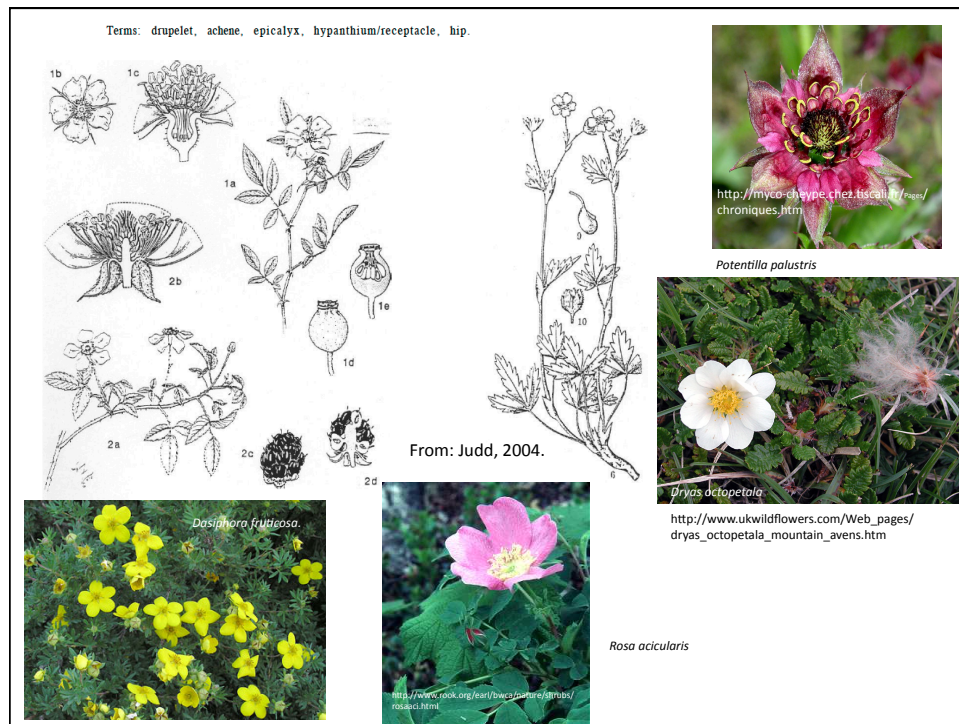 Terms: drupelet, achene, epicalyx, hypanthium/receptacle, hip.
1b
1c
1a
2b
1e
1d
2a
2c
2d
9
10
6
From: Judd, 2004.
http://myco-cheype.chez.tiscali.fr/Pages/
chroniques.htm
Potentilla palustris
Dryas octopetala
http://www.ukwildflowers.com/Web_pages/
dryas_octopetala_mountain_avens.htm
Dasiphora fruticosa.
http://www.rook.org/earl/bwca/nature/shrubs/
rosaaci.html
Rosa acicularis